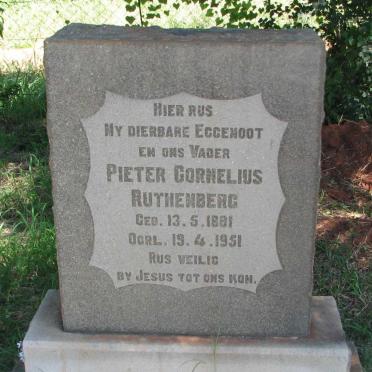 HIER RUS
MY DIERBARE EGGENOOT
EN ONS VADER
PIETER CORNELIUS
RUTHENBERG
GEB. 13.5.1881
OORL. 19.4.1951
RUS VEILIG
BY JESUS TOT ONS KOM.